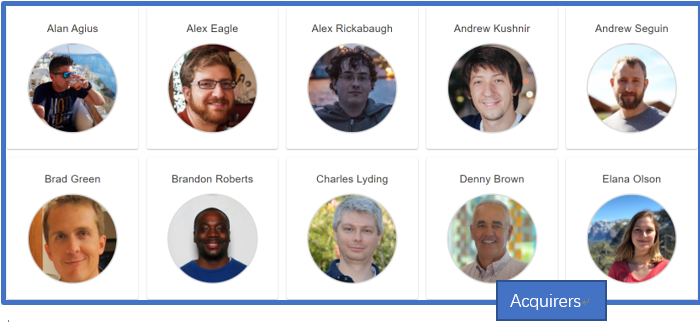 Alan Agius
Alex Eagle
Alex Rickabaugh
Andrew Kushnir
Andrew Seguin
Brad Green
Brandon Roberts
Charles Lyding
Denny Brown
Elana Olson
Acquirers